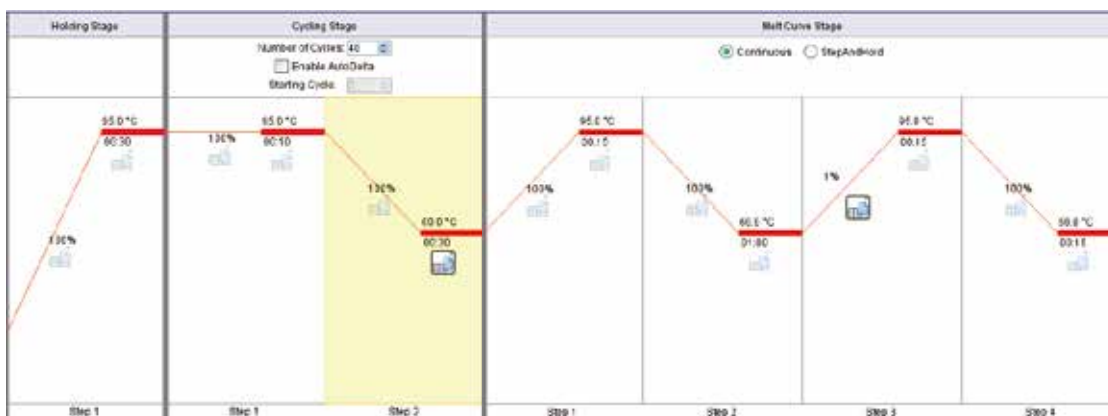 Holding Stage
Cycling Stage
Melt Curve Stage
Number of Cycles: 40
Enable AutoDelta
Starting Cycle:
Continuous
StepAndHold
95.0 °C
00:30
100%
95.0 °C
00:10
100%
100%
60.0 °C
00:30
100%
95.0 °C
00:15
100%
60.0 °C
01:00
1%
95.0 °C
00:15
100%
00:15
Step 1
Step 1
Step 2
Step 1
Step 2
Step 3
Step 4